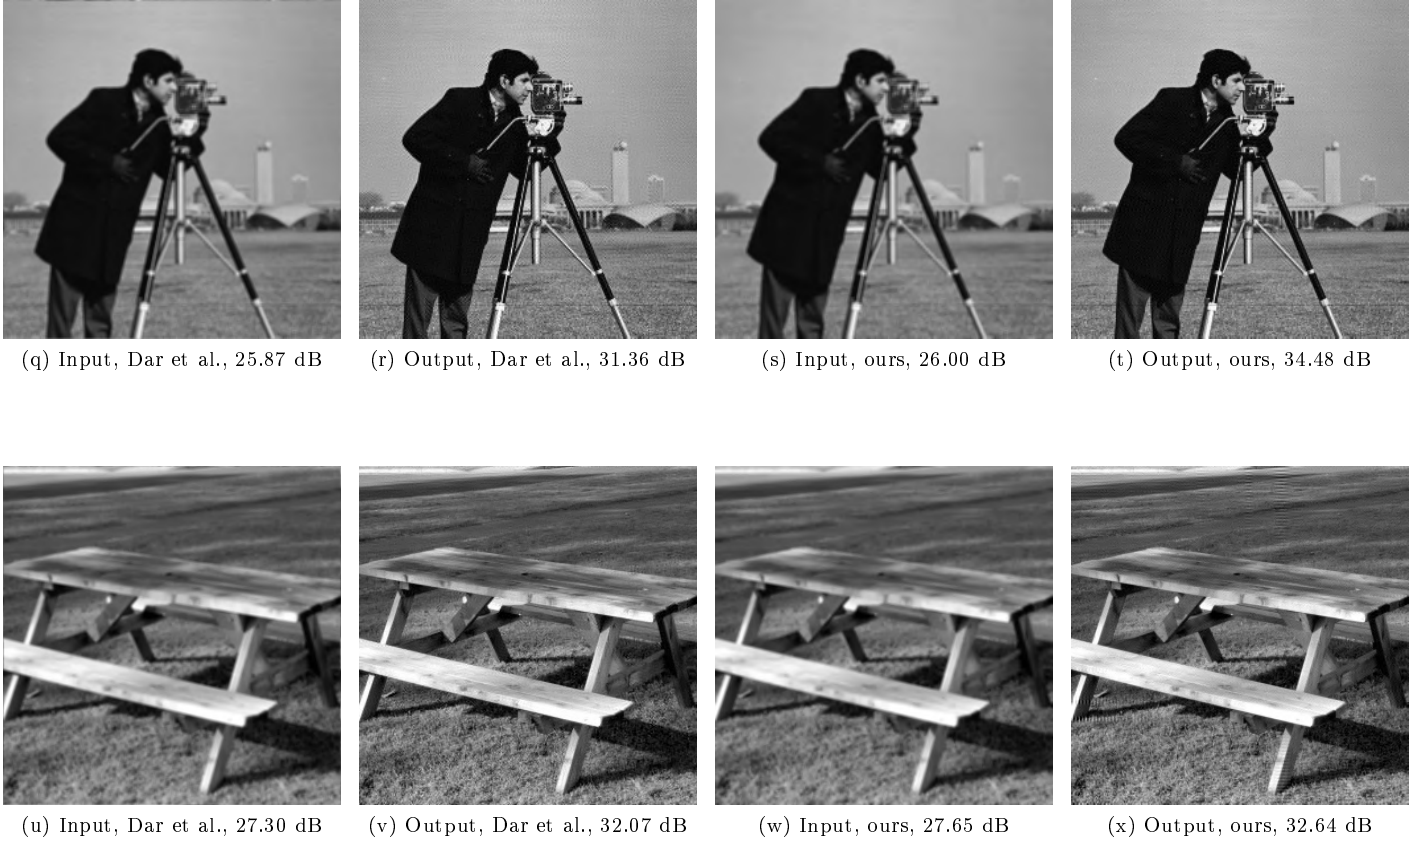 (q) Input, Dar et al., 25.87 dB
(r) Output, Dar et al., 31.36 dB
(s) Input, ours, 26.00 dB
(t) Output, ours, 34.48 dB
(u) Input, Dar et al., 27.30 dB
(v) Output, Dar et al., 32.07 dB
(w) Input, ours, 27.65 dB
(x) Output, ours, 32.64 dB